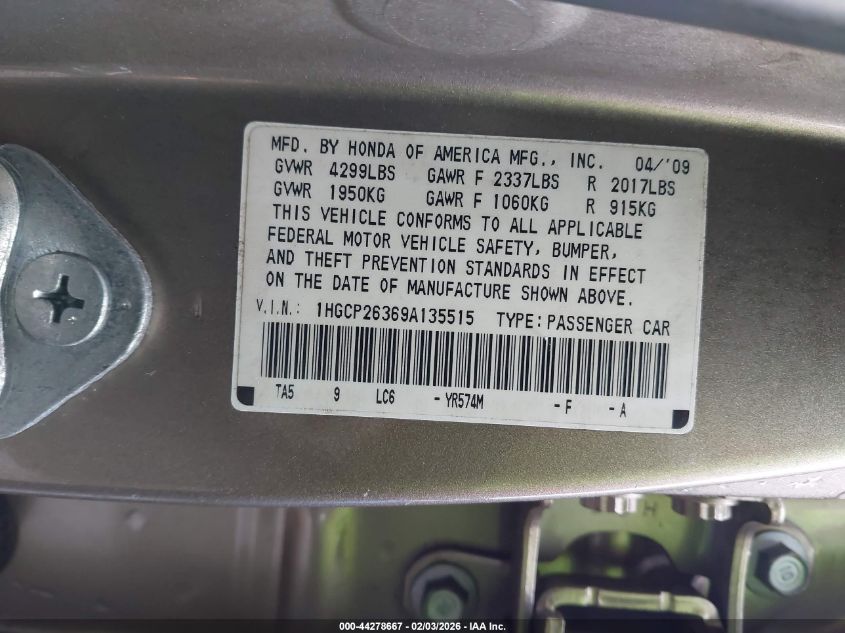 MFD. BY HONDA OF AMERICA MFG., INC. 04/'09
GVWR 4299LBS GAWR F 2337LBS R 2017LBS
GVWR 1950KG GAWR F 1060KG R 915KG
THIS VEHICLE CONFORMS TO ALL APPLICABLE
FEDERAL MOTOR VEHICLE SAFETY, BUMPER,
AND THEFT PREVENTION STANDARDS IN EFFECT
ON THE DATE OF MANUFACTURE SHOWN ABOVE.
V.I.N.: 1HGCP26369A135515 TYPE: PASSENGER CAR
TA5 9 LC6 -YR574M -F -A
H
000-44278667 - 02/03/2026 - IAA Inc.